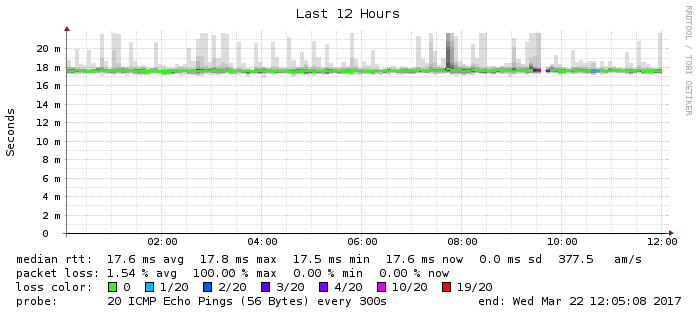 Last 12 Hours
RRDTOOL / TOBI OETIKER
Seconds
20 m
18 m
16 m
14 m
12 m
10 m
8 m
6 m
4 m
2 m
0
02:00 04:00 06:00 08:00 10:00 12:00
median rtt: 17.6 ms avg 17.8 ms max 17.5 ms min 17.6 ms now 0.0 ms sd 377.5 am/s
packet loss: 1.54 % avg 100.00 % max 0.00 % min 0.00 % now
loss color: 0 1/20 2/20 3/20 4/20 10/20 19/20
probe: 20 ICMP Echo Pings (56 Bytes) every 300s end: Wed Mar 22 12:05:08 2017